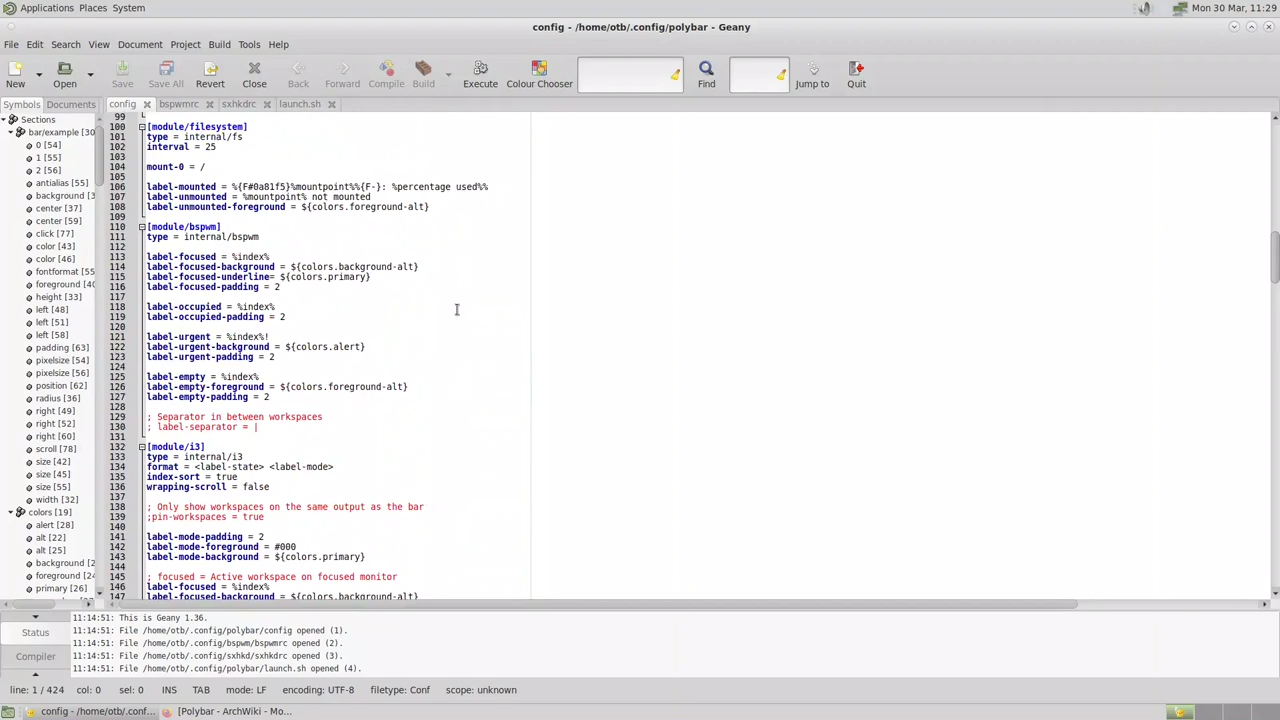 Applications Places System
Mon 30 Mar, 11:29
config - /home/otb/.config/polybar - Geany
File Edit Search View Document Project Build Tools Help
New Open Save Save All Revert Close Back Forward Compile Build Execute Colour Chooser Find Jump to Quit
Symbols Documents
config bspwmrc sxhkdrc launch.sh
Sections
bar/example [30
0 [54]
1 [55]
2 [56]
antialias [55]
background [3
center [37]
center [59]
click [77]
color [43]
color [46]
fontformat [55
foreground [40
height [33]
left [48]
left [51]
left [58]
padding [63]
pixelsize [54]
pixelsize [56]
position [62]
radius [36]
right [49]
right [52]
right [60]
scroll [78]
size [42]
size [45]
size [55]
width [32]
colors [19]
alert [28]
alt [22]
alt [25]
background [2
foreground [24
primary [26]
99
100 [module/filesystem]
101 type = internal/fs
102 interval = 25
103
104 mount-0 = /
105
106 label-mounted = %{F#0a81f5}%mountpoint%%{F-}: %percentage_used%%
107 label-unmounted = %mountpoint% not mounted
108 label-unmounted-foreground = ${colors.foreground-alt}
109
110 [module/bspwm]
111 type = internal/bspwm
112
113 label-focused = %index%
114 label-focused-background = ${colors.background-alt}
115 label-focused-underline= ${colors.primary}
116 label-focused-padding = 2
117
118 label-occupied = %index%
119 label-occupied-padding = 2
120
121 label-urgent = %index%!
122 label-urgent-background = ${colors.alert}
123 label-urgent-padding = 2
124
125 label-empty = %index%
126 label-empty-foreground = ${colors.foreground-alt}
127 label-empty-padding = 2
128
129 ; Separator in between workspaces
130 ; label-separator = |
131
132 [module/i3]
133 type = internal/i3
134 format = <label-state> <label-mode>
135 index-sort = true
136 wrapping-scroll = false
137
138 ; Only show workspaces on the same output as the bar
139 ;pin-workspaces = true
140
141 label-mode-padding = 2
142 label-mode-foreground = #000
143 label-mode-background = ${colors.primary}
144
145 ; focused = Active workspace on focused monitor
146 label-focused = %index%
147 label-focused-background = ${colors.background-alt}
Status
Compiler
11:14:51: This is Geany 1.36.
11:14:51: File /home/otb/.config/polybar/config opened (1).
11:14:51: File /home/otb/.config/bspwm/bspwmrc opened (2).
11:14:51: File /home/otb/.config/sxhkd/sxhkdrc opened (3).
11:14:51: File /home/otb/.config/polybar/launch.sh opened (4).
line: 1 / 424 col: 0 sel: 0 INS TAB mode: LF encoding: UTF-8 filetype: Conf scope: unknown
config - /home/otb/.conf... [Polybar - ArchWiki - Mo...